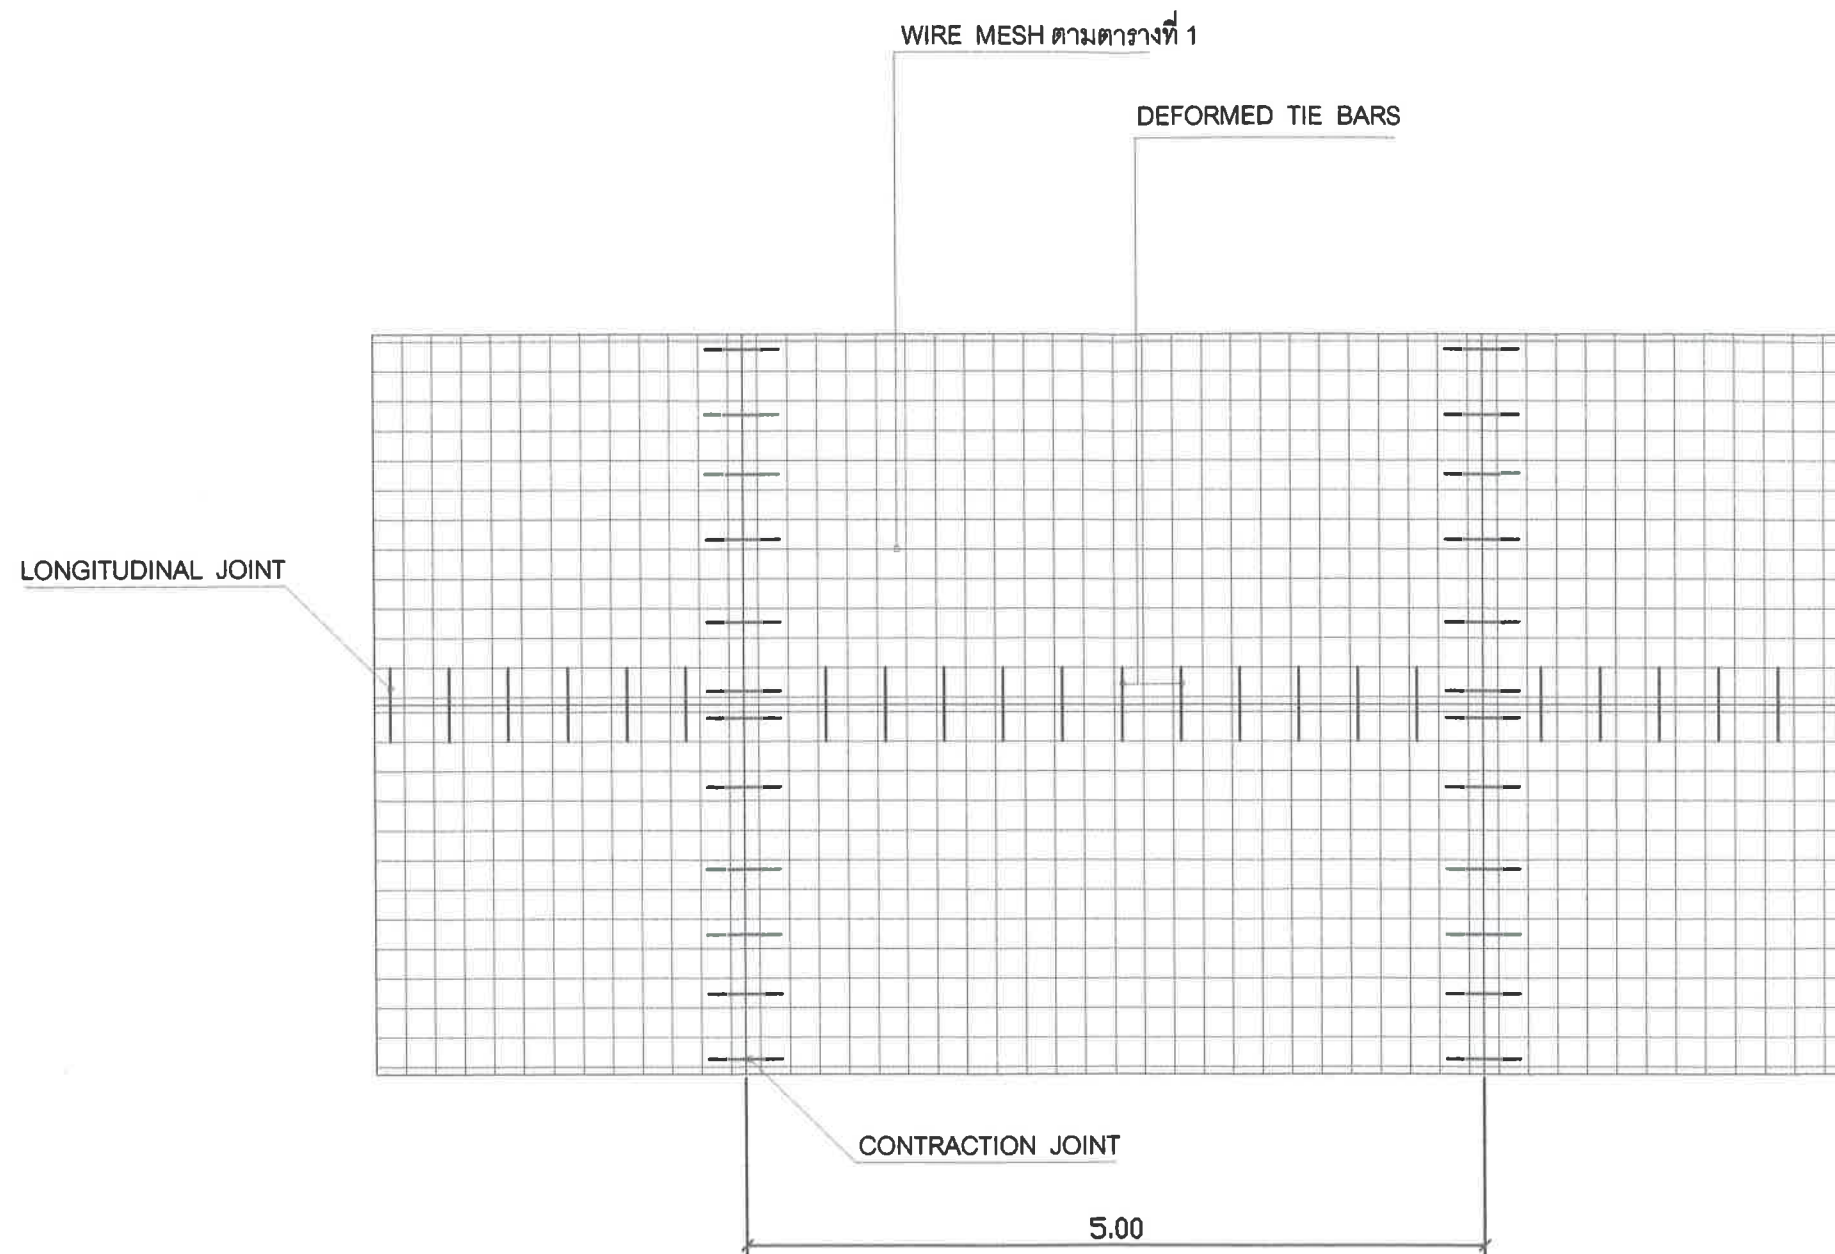 WIRE MESH ตามตารางที่ 1
DEFORMED TIE BARS
LONGITUDINAL JOINT
CONTRACTION JOINT
5.00